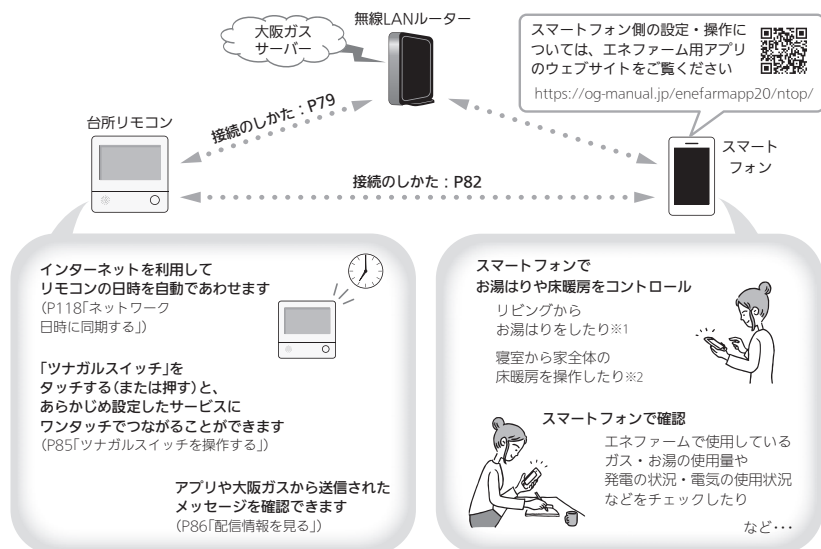 大阪ガス
サーバー
無線LANルーター
スマートフォン側の設定・操作に
ついては、エネファーム用アプリ
のウェブサイトをご覧ください
https://og-manual.jp/enefarmapp20/ntop/
台所リモコン
接続のしかた：P79
スマート
フォン
接続のしかた：P82
インターネットを利用して
リモコンの日時を自動であわせます
(P118「ネットワーク
日時に同期する」)
「ツナガルスイッチ」を
タッチする(または押す)と、
あらかじめ設定したサービスに
ワンタッチでつながることができます
(P85「ツナガルスイッチを操作する」)
アプリや大阪ガスから送信された
メッセージを確認できます
(P86「配信情報を見る」)
スマートフォンで
お湯はりや床暖房をコントロール
リビングから
お湯はりをしたり※1
寝室から家全体の
床暖房を操作したり※2
スマートフォンで確認
エネファームで使用している
ガス・お湯の使用量や
発電の状況・電気の使用状況
などをチェックしたり
など･･･